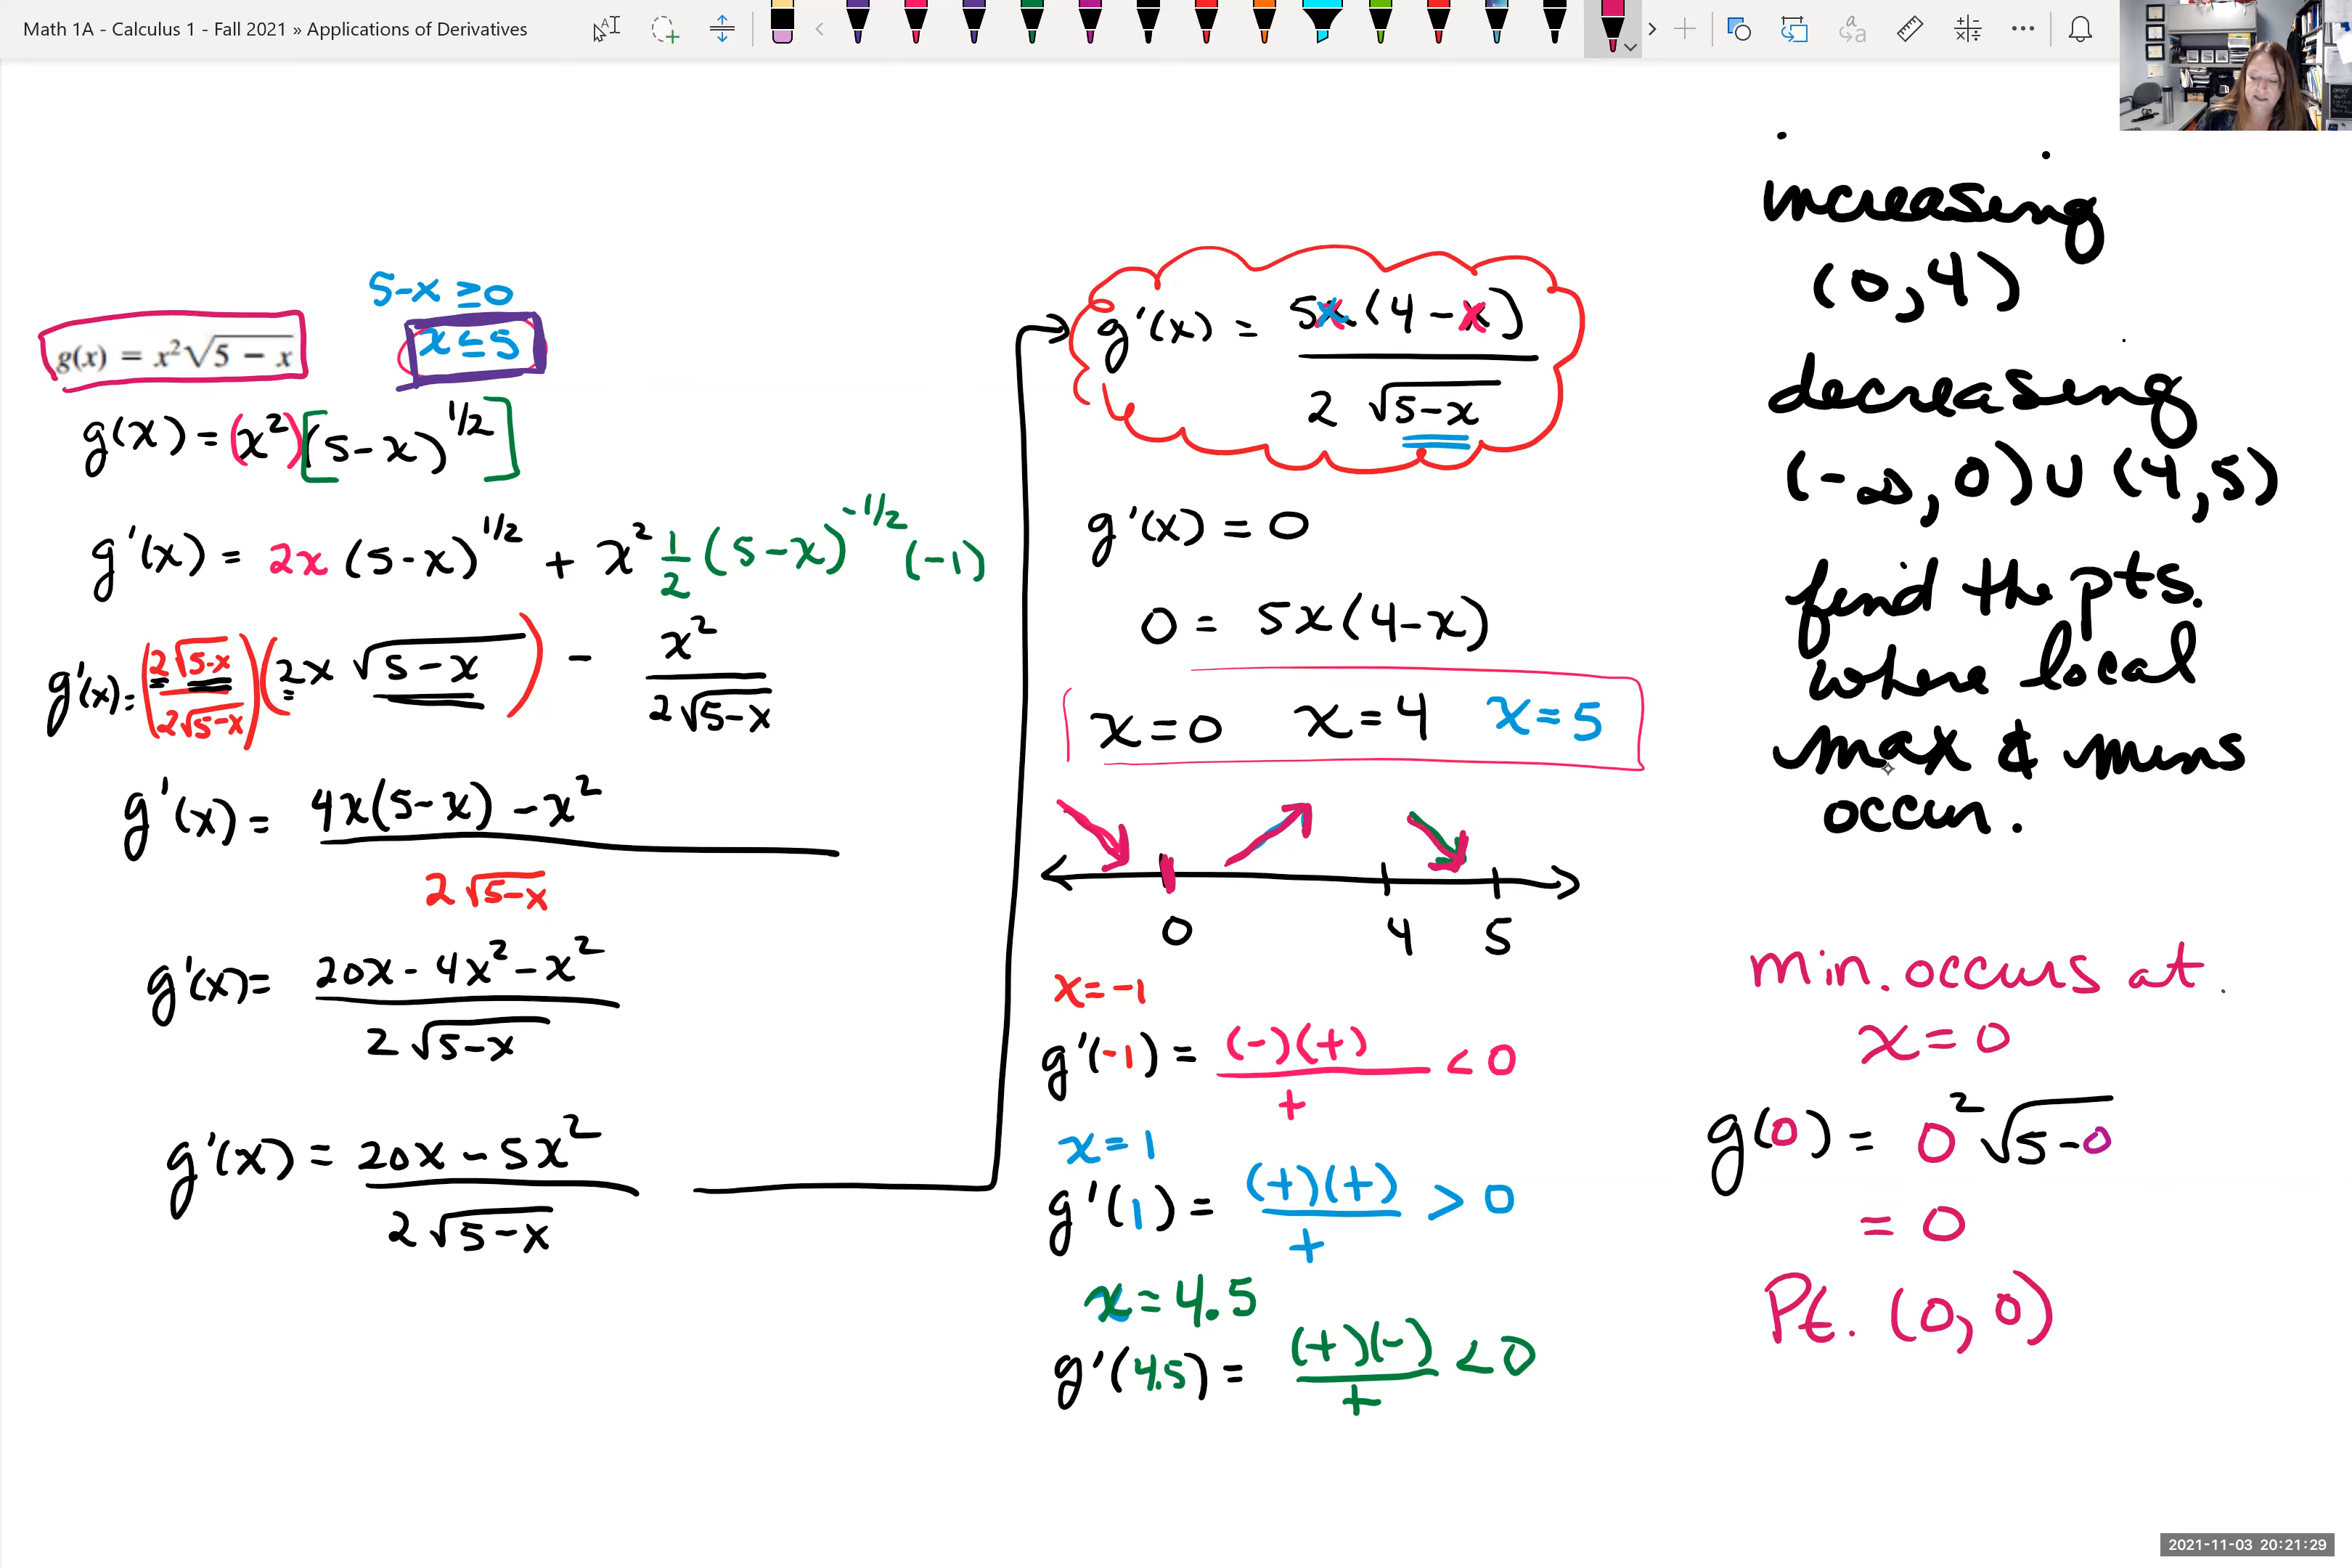 Math 1A - Calculus 1 - Fall 2021 » Applications of Derivatives
5-x ≥0
g(x) = x²√(5 - x)
x ≤ 5
g(x) = (x²)[(5-x)^1/2]
g'(x) = 2x (5-x)^1/2 + x² 1/2 (5-x)^-1/2 (-1)
g'(x) = (2√(5-x) / 2√(5-x)) (2x √(5-x)) - x² / 2√(5-x)
g'(x) = 4x(5-x) -x² / 2√(5-x)
g'(x) = 20x - 4x² -x² / 2√(5-x)
g'(x) = 20x - 5x² / 2√(5-x)
g'(x) = 5x (4-x) / 2 √(5-x)
g'(x) = 0
0 = 5x(4-x)
x=0 x=4 x=5
0 4 5
x=-1
g'(-1) = (-)(+) / + <0
x=1
g'(1) = (+)(+) / + > 0
x=4.5
g'(4.5) = (+)(-) / + <0
increasing
(0,4)
decreasing
(-∞,0)∪(4,5)
find the pts.
where local
max & mins
occur.
min. occurs at
x=0
g(0) = 0²√(5-0)
= 0
Pt. (0,0)
2021-11-03 20:21:29